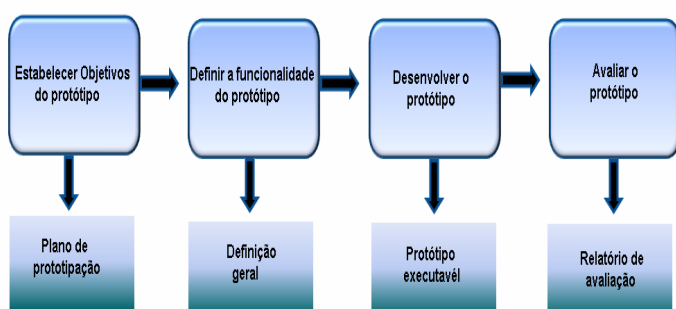 Estabelecer Objetivos
do protótipo
Definir a funcionalidade
do protótipo
Desenvolver o
protótipo
Avaliar o
protótipo
Plano de
prototipação
Definição
geral
Protótipo
executavél
Relatório de
avaliação